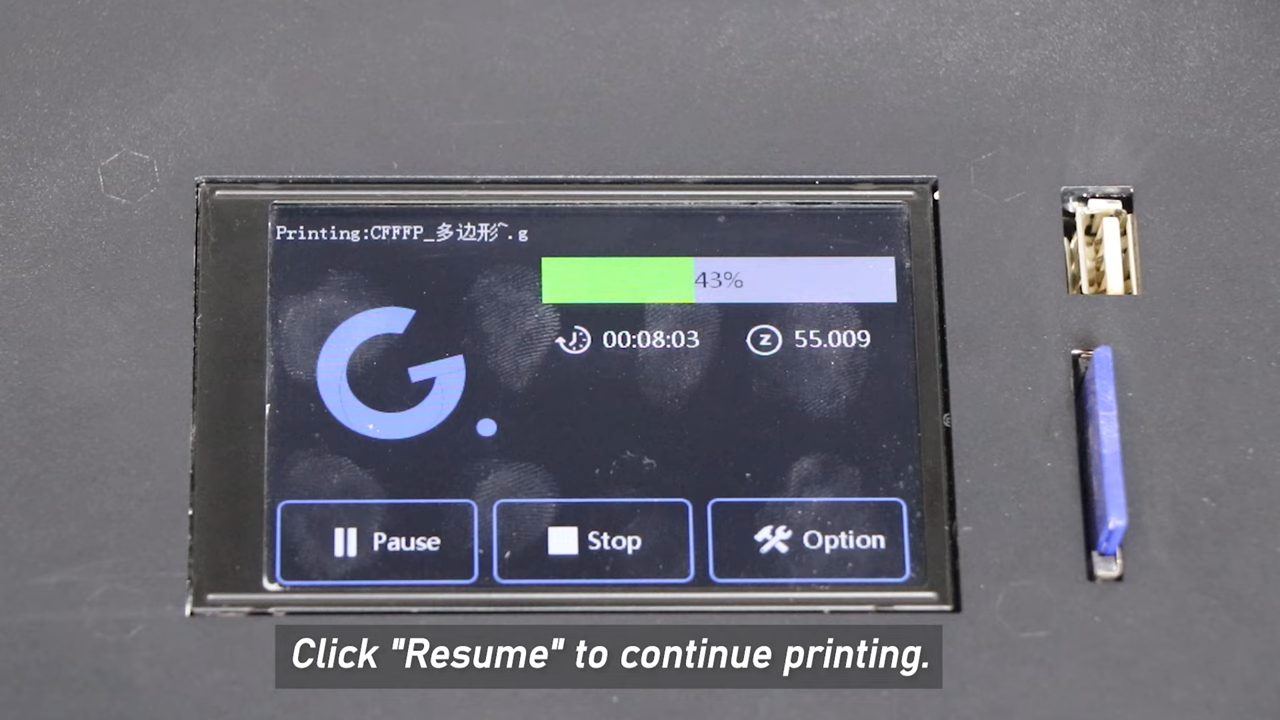 Printing:CFFFP_多边形~.g
43%
00:08:03
Z 55.009
G.
Pause
Stop
Option
Click "Resume" to continue printing.